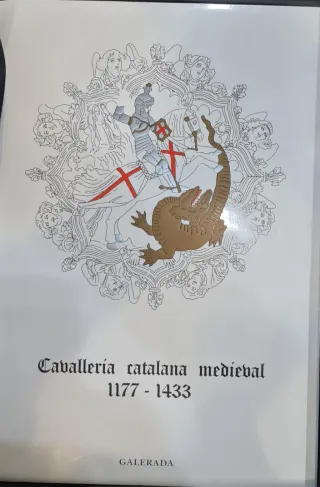 Cavalleria catalana medieval
1177 - 1433
GALERADA